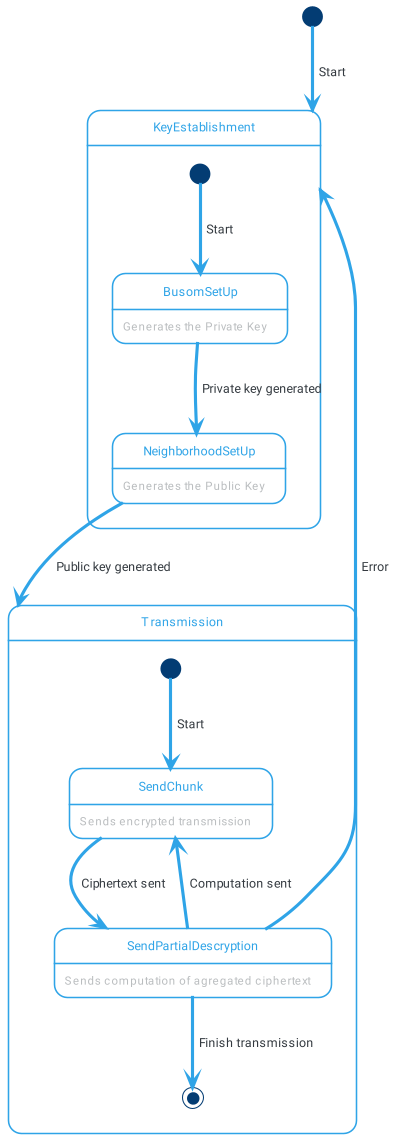 Start
KeyEstablishment
Start
BusomSetUp
Generates the Private Key
Private key generated
NeighborhoodSetUp
Generates the Public Key
Public key generated
Error
Transmission
Start
SendChunk
Sends encrypted transmission
Ciphertext sent
Computation sent
SendPartialDescryption
Sends computation of agregated ciphertext
Finish transmission